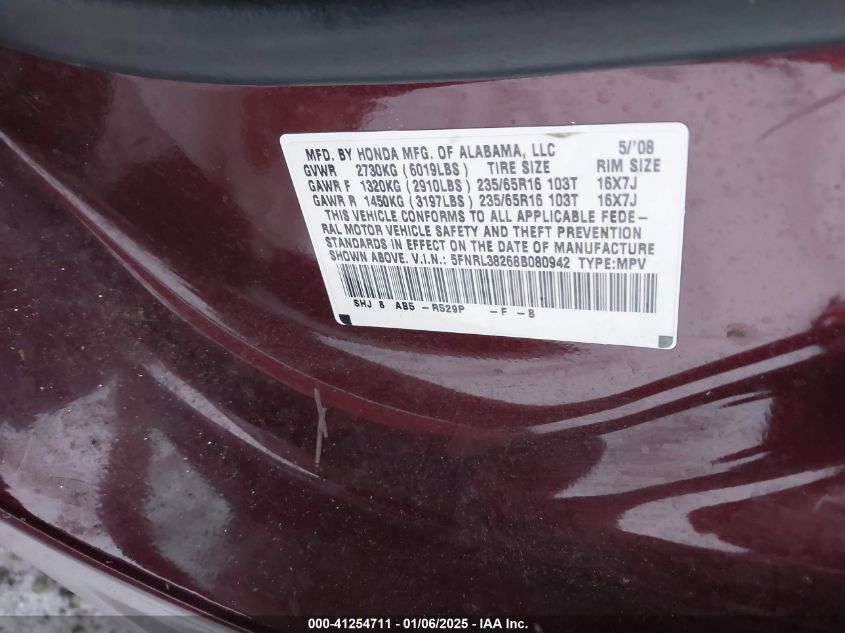 MFD. BY HONDA MFG. OF ALABAMA, LLC 5/'08
GVWR 2730KG (6019LBS) TIRE SIZE RIM SIZE
GAWR F 1320KG (2910LBS) 235/65R16 103T 16X7J
GAWR R 1450KG (3197LBS) 235/65R16 103T 16X7J
THIS VEHICLE CONFORMS TO ALL APPLICABLE FEDE-
RAL MOTOR VEHICLE SAFETY AND THEFT PREVENTION
STANDARDS IN EFFECT ON THE DATE OF MANUFACTURE
SHOWN ABOVE. V.I.N.: 5FNRL38268B080942 TYPE:MPV
SHJ 8 AB5 -R529P -F -B
000-41254711 - 01/06/2025 - IAA Inc.